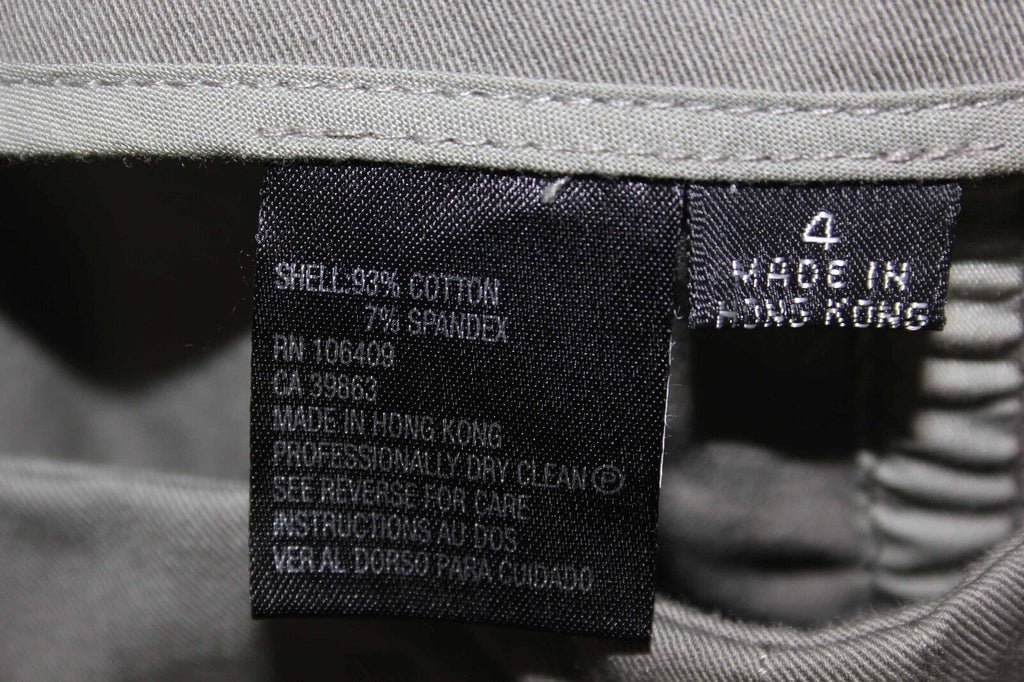 SHELL:93% COTTON
7% SPANDEX
RN 106409
CA 39863
MADE IN HONG KONG
PROFESSIONALLY DRY CLEAN Ⓟ
SEE REVERSE FOR CARE
INSTRUCTIONS AU DOS
VER AL DORSO PARA CUIDADO
4
MADE IN
HONG KONG